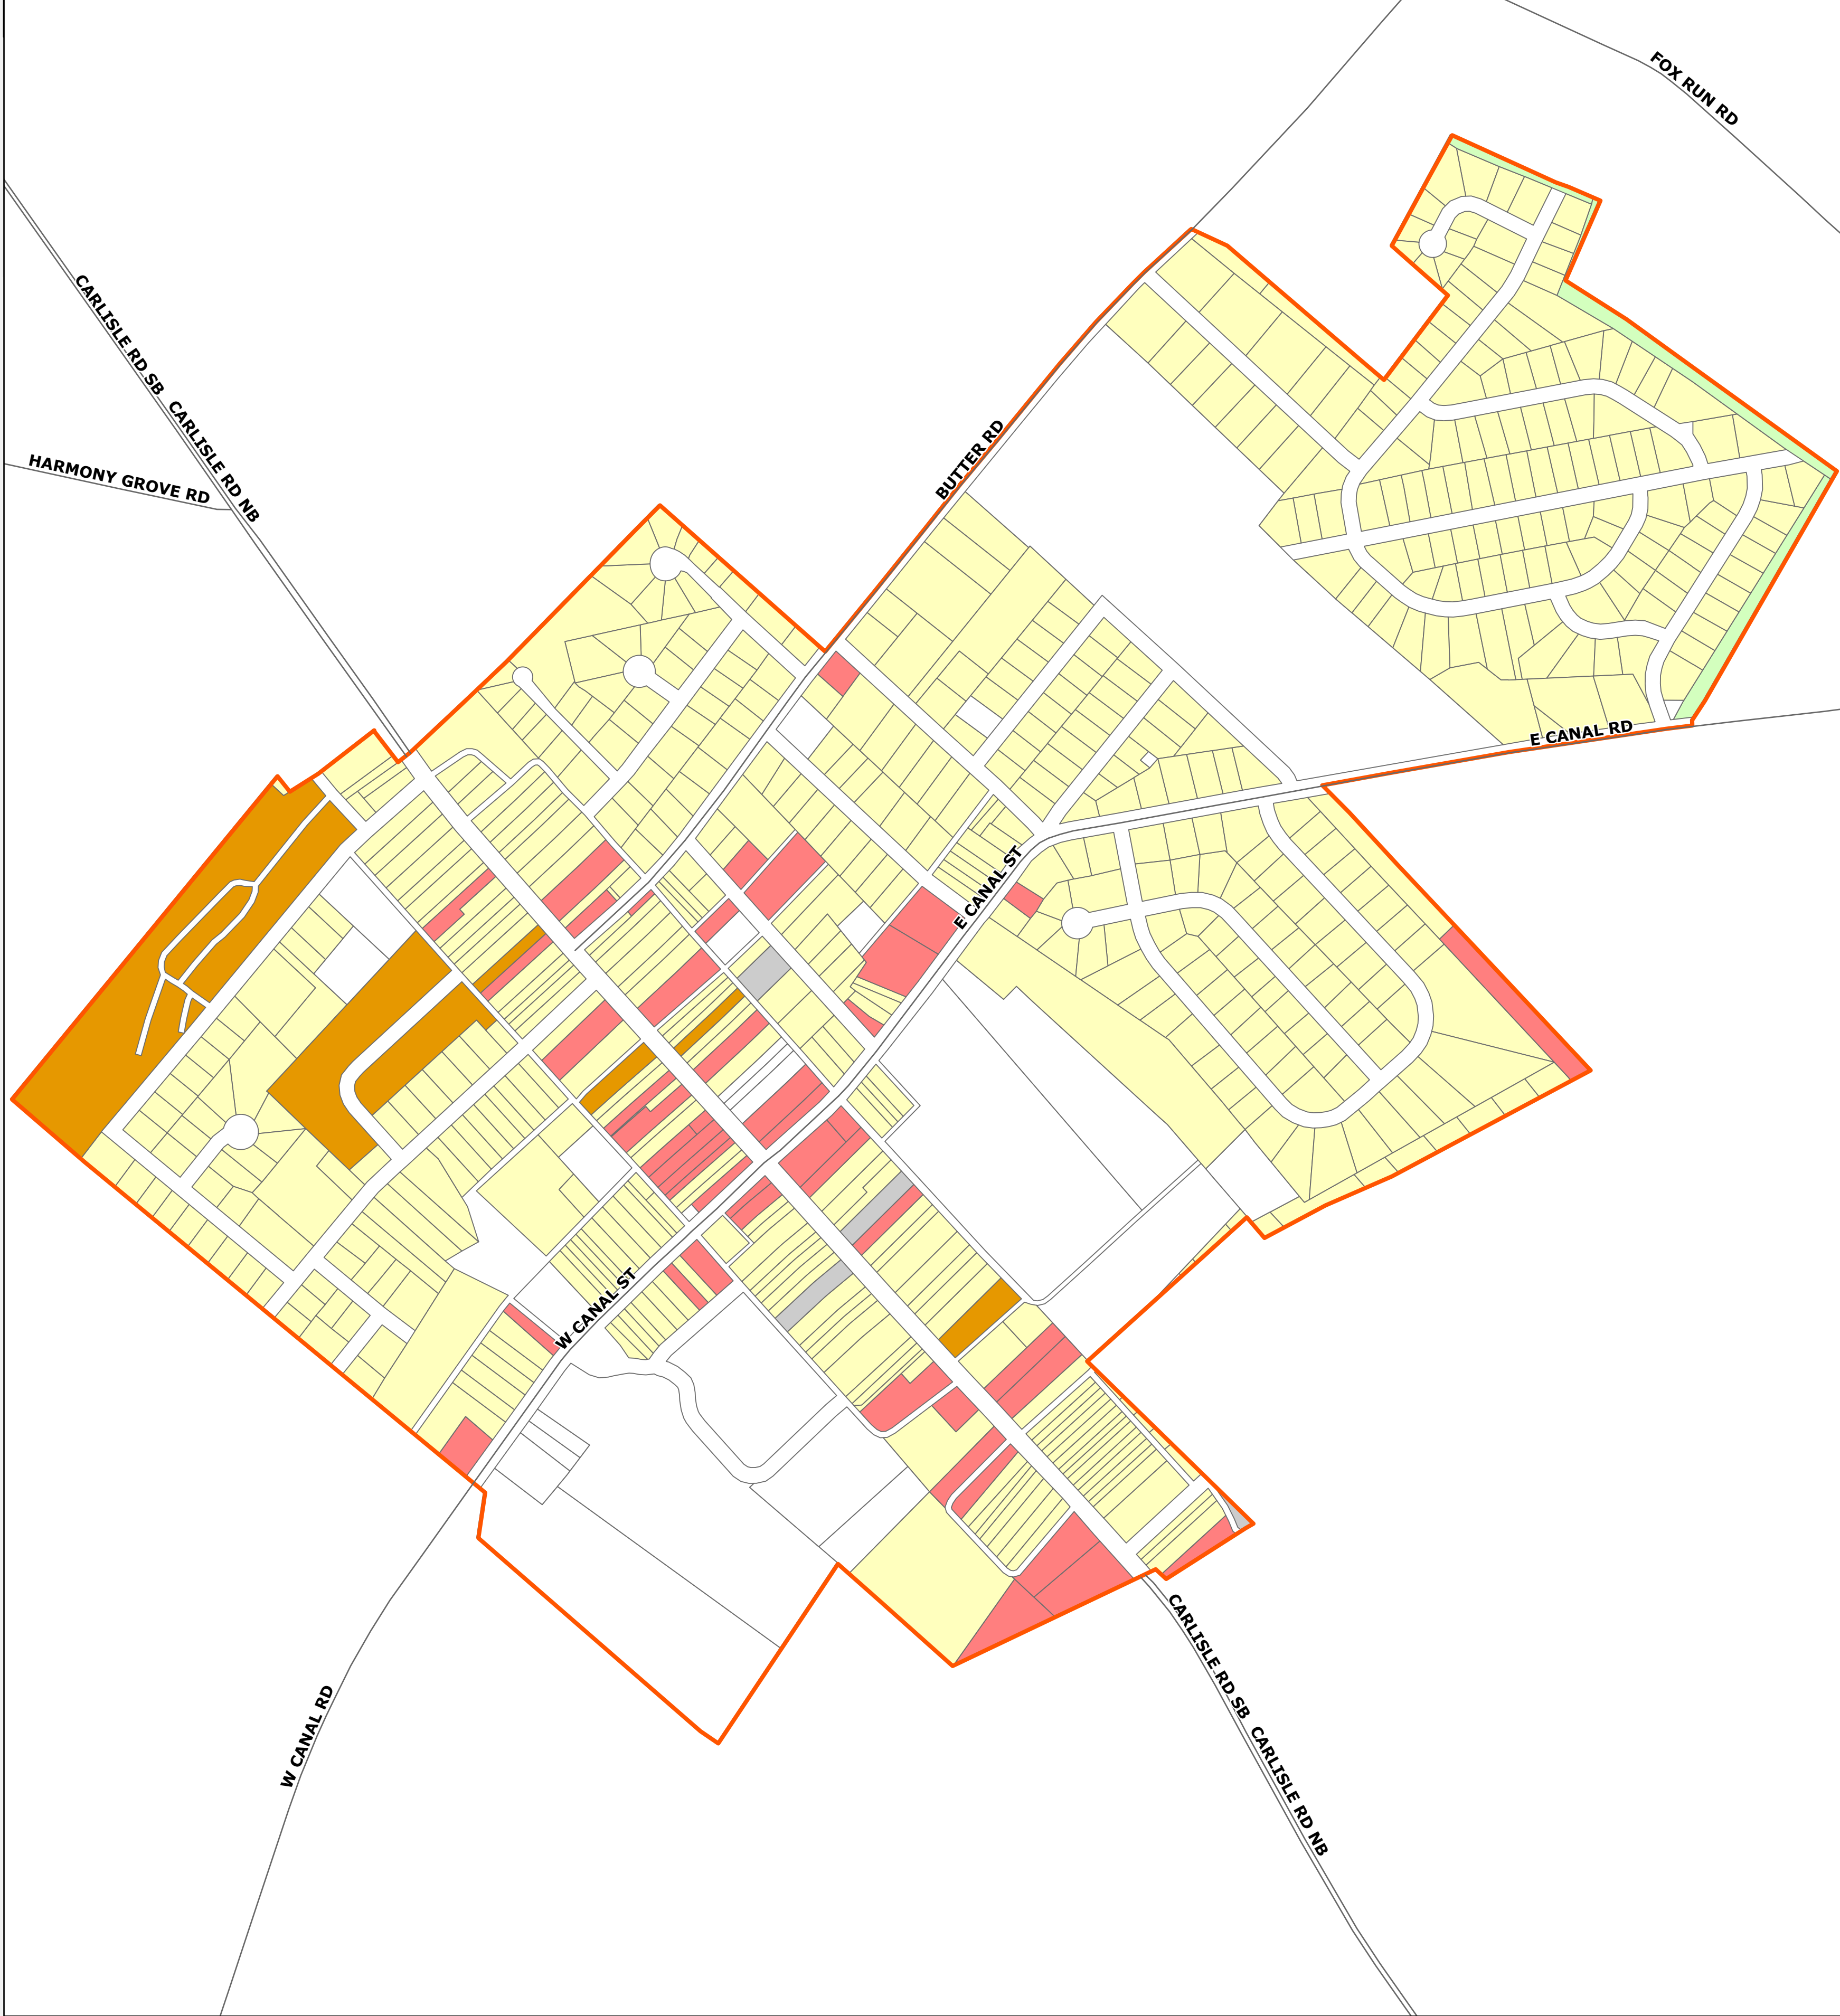 FOX RUN RD
CARLISLE RD SB
CARLISLE RD NB
HARMONY GROVE RD
BUTTER RD
E CANAL RD
E CANAL ST
W CANAL ST
CARLISLE RD SB
CARLISLE RD NB
W CANAL RD